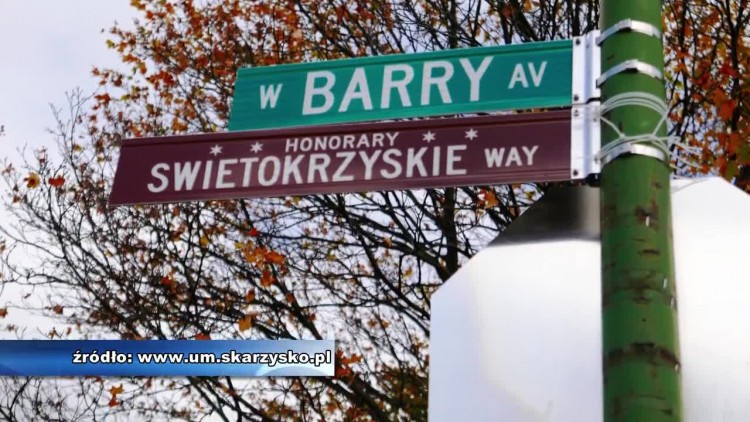 W BARRY AV
HONORARY
SWIETOKRZYSKIE WAY
źródło: www.um.skarzysko.pl